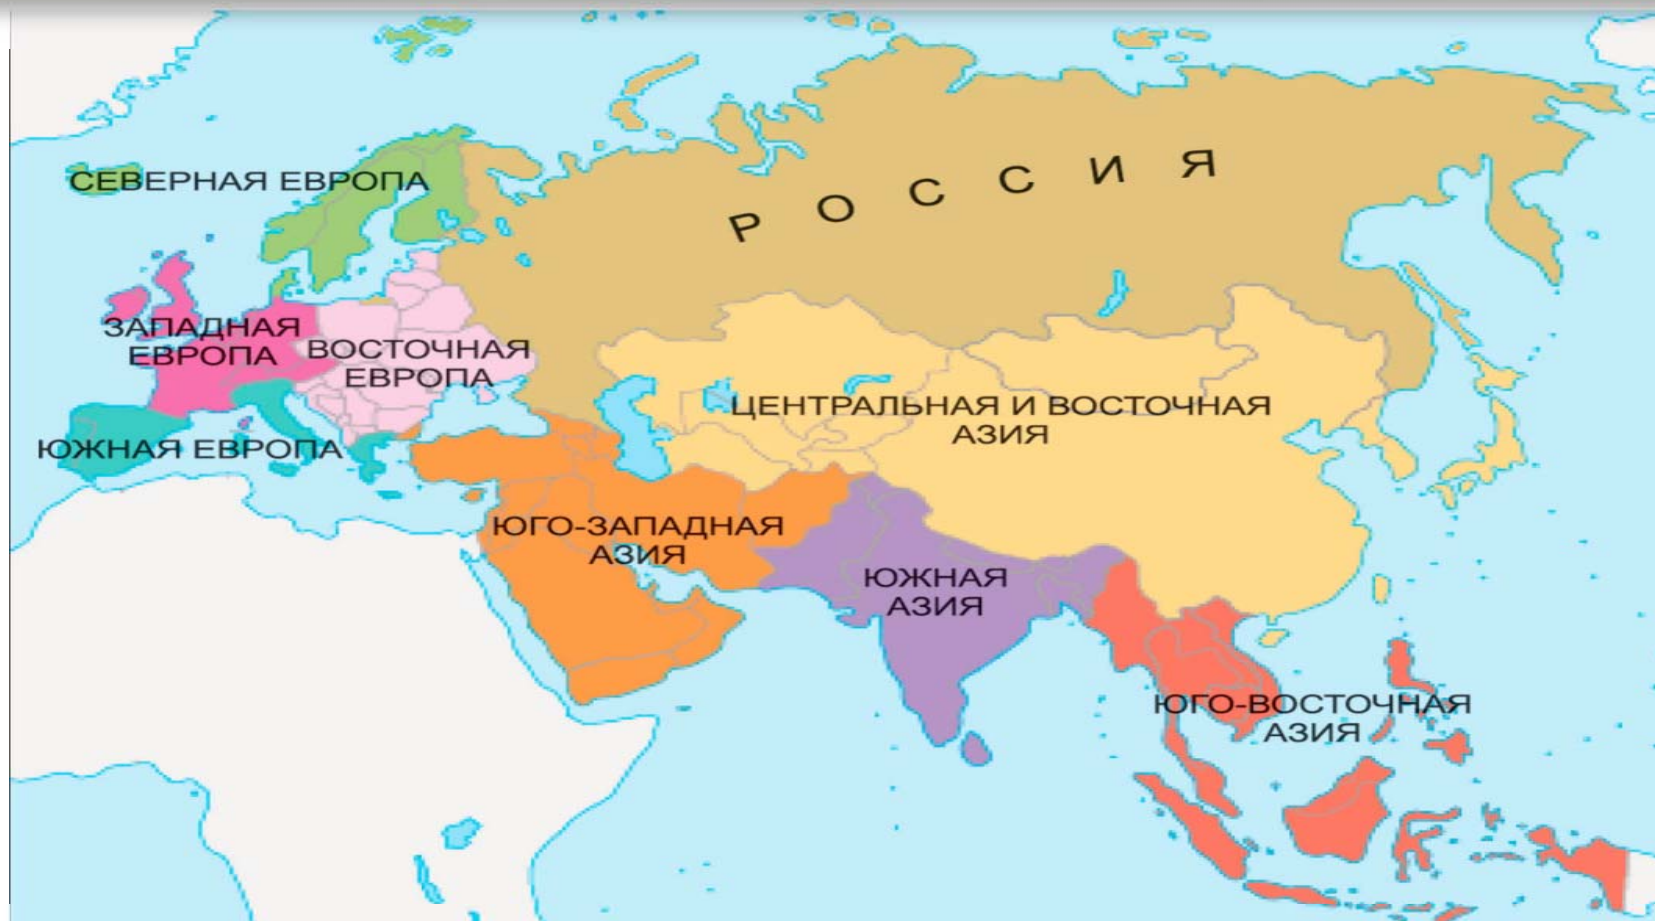 РОССИЯ
СЕВЕРНАЯ ЕВРОПА
ЗАПАДНАЯ
ЕВРОПА
ВОСТОЧНАЯ
ЕВРОПА
ЮЖНАЯ ЕВРОПА
ЦЕНТРАЛЬНАЯ И ВОСТОЧНАЯ
АЗИЯ
ЮГО-ЗАПАДНАЯ
АЗИЯ
ЮЖНАЯ
АЗИЯ
ЮГО-ВОСТОЧНАЯ
АЗИЯ